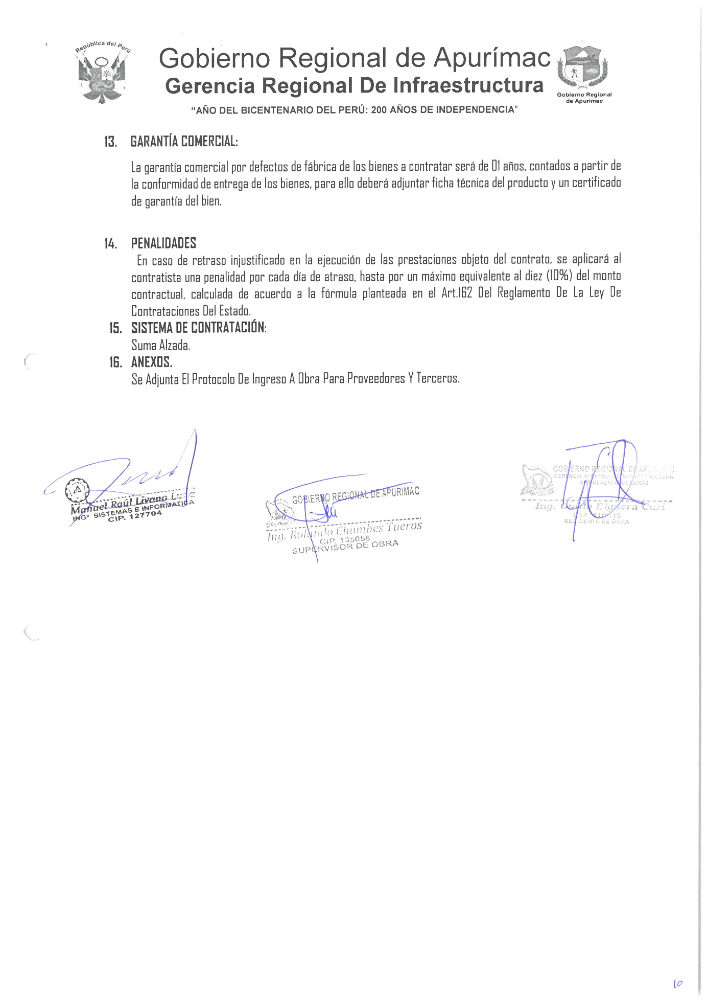 República del Perú
Gobierno Regional de Apurímac
Gerencia Regional De Infraestructura
Gobierno Regional
de Apurímac
“AÑO DEL BICENTENARIO DEL PERÚ: 200 AÑOS DE INDEPENDENCIA”
13. GARANTÍA COMERCIAL:
La garantía comercial por defectos de fábrica de los bienes a contratar será de 01 años, contados a partir de
la conformidad de entrega de los bienes, para ello deberá adjuntar ficha técnica del producto y un certificado
de garantía del bien.
14. PENALIDADES
En caso de retraso injustificado en la ejecución de las prestaciones objeto del contrato, se aplicará al
contratista una penalidad por cada día de atraso, hasta por un máximo equivalente al diez (10%) del monto
contractual, calculada de acuerdo a la fórmula planteada en el Art.162 Del Reglamento De La Ley De
Contrataciones Del Estado.
15. SISTEMA DE CONTRATACIÓN:
Suma Alzada.
16. ANEXOS.
Se Adjunta El Protocolo De Ingreso A Obra Para Proveedores Y Terceros.
Manuel Raúl Livano
INGº SISTEMAS E INFORMATICA
CIP. 127704
GOBIERNO REGIONAL DE APURIMAC
Ing. Rolando Chumbes Tueros
CIP. 135056
SUPERVISOR DE OBRA
GOBIERNO REGIONAL DE APURIMAC
GERENCIA REGIONAL DE INFRAESTRUCTURA
SUB GERENCIA DE OBRAS
Ing. Curi
CIP.
RESIDENTE DE OBRA
10